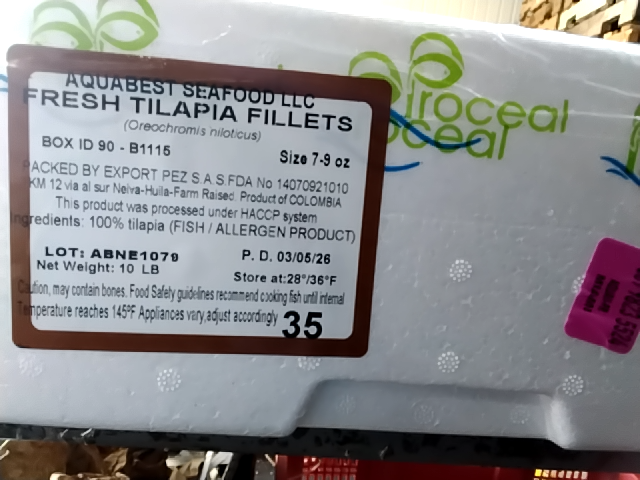 AQUABEST SEAFOOD LLC
FRESH TILAPIA FILLETS
(Oreochromis niloticus)
BOX ID 90 - B1115
Size 7-9 oz
PACKED BY EXPORT PEZ S.A.S.FDA No 14070921010
KM 12 via al sur Neiva-Huila-Farm Raised. Product of COLOMBIA
This product was processed under HACCP system
Ingredients: 100% tilapia (FISH / ALLERGEN PRODUCT)
LOT: ABNE1079
P. D. 03/05/26
Net Weight: 10 LB
Store at:28°/36°F
Caution, may contain bones. Food Safety guidelines recommend cooking fish until internal
Temperature reaches 145ºF Appliances vary,adjust accordingly
35
piroceal